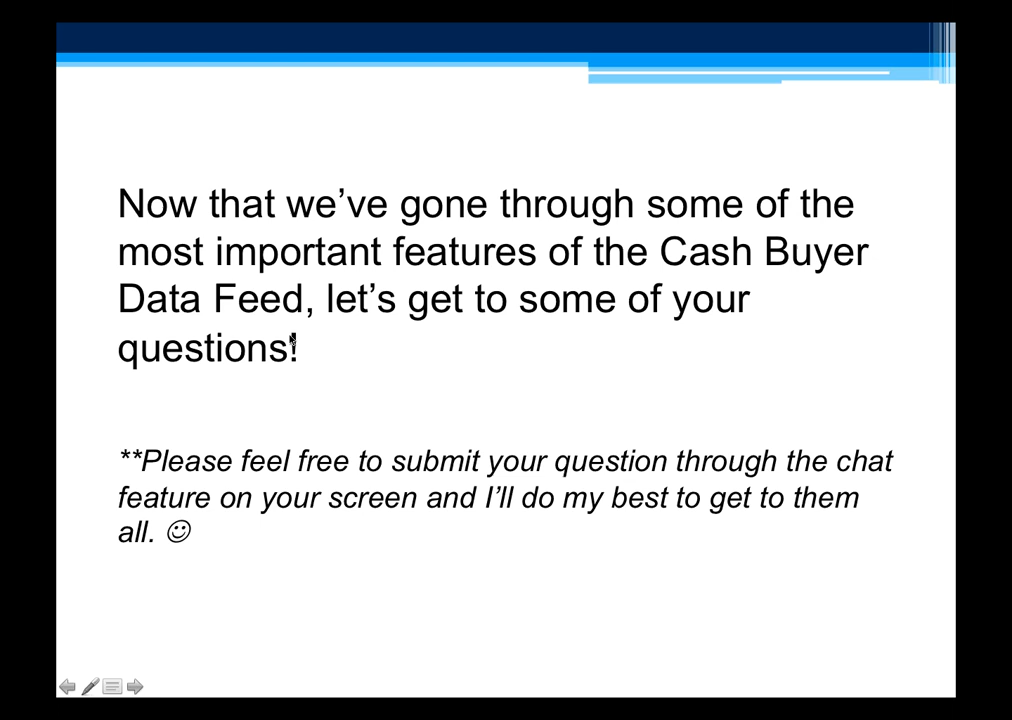 Now that we’ve gone through some of the
most important features of the Cash Buyer
Data Feed, let’s get to some of your
questions!
**Please feel free to submit your question through the chat
feature on your screen and I’ll do my best to get to them
all. ☺